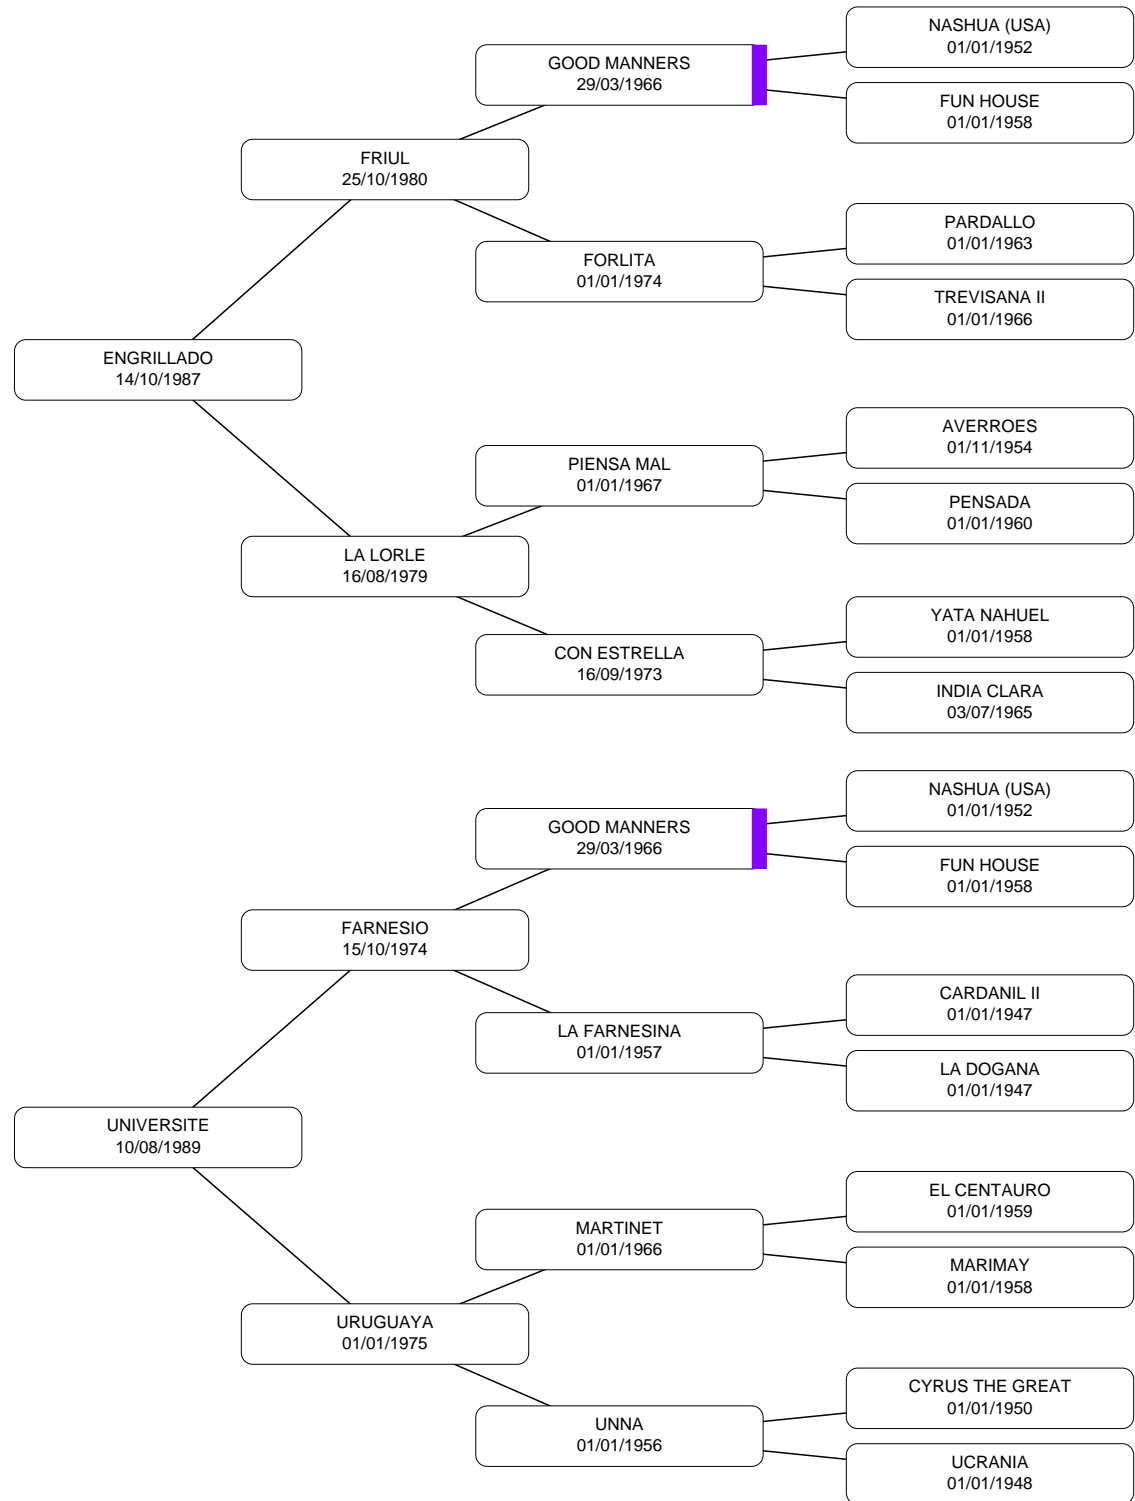 NASHUA (USA)
01/01/1952
GOOD MANNERS
29/03/1966
FUN HOUSE
01/01/1958
FRIUL
25/10/1980
PARDALLO
01/01/1963
FORLITA
01/01/1974
TREVISANA II
01/01/1966
ENGRILLADO
14/10/1987
AVERROES
01/11/1954
PIENSA MAL
01/01/1967
PENSADA
01/01/1960
LA LORLE
16/08/1979
YATA NAHUEL
01/01/1958
CON ESTRELLA
16/09/1973
INDIA CLARA
03/07/1965
NASHUA (USA)
01/01/1952
GOOD MANNERS
29/03/1966
FUN HOUSE
01/01/1958
FARNESIO
15/10/1974
CARDANIL II
01/01/1947
LA FARNESINA
01/01/1957
LA DOGANA
01/01/1947
UNIVERSITE
10/08/1989
EL CENTAURO
01/01/1959
MARTINET
01/01/1966
MARIMAY
01/01/1958
URUGUAYA
01/01/1975
CYRUS THE GREAT
01/01/1950
UNNA
01/01/1956
UCRANIA
01/01/1948